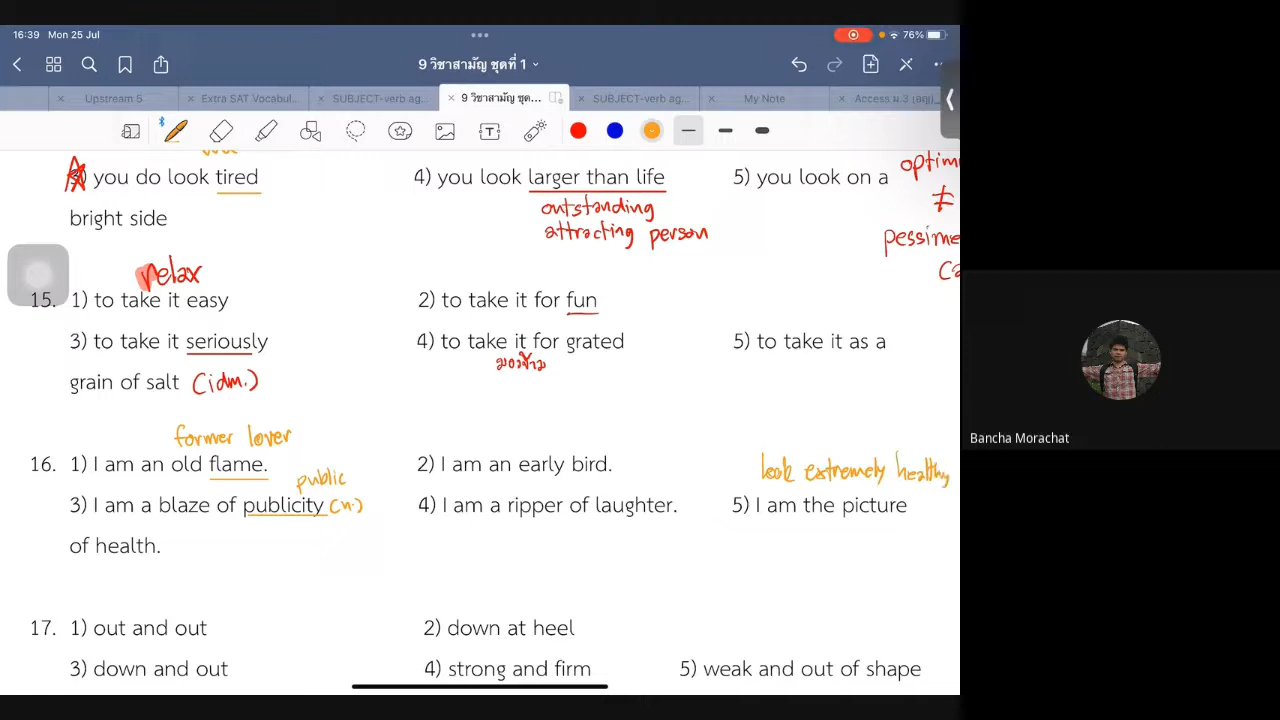 16:39 Mon 25 Jul
76%
9 วิชาสามัญ ชุดที่ 1
Upstream 5
Extra SAT Vocabul...
SUBJECT-verb ag...
9 วิชาสามัญ ชุด...
SUBJECT-verb ag...
My Note
Access ม.3 (อญ)
you do look tired
4) you look larger than life
5) you look on a
optim
bright side
outstanding
attracting person
≠
pessime
relax
15. 1) to take it easy
2) to take it for fun
3) to take it seriously
4) to take it for grated
5) to take it as a
มองข้าม
grain of salt (idm.)
former lover
16. 1) I am an old flame.
2) I am an early bird.
look extremely healthy
public
3) I am a blaze of publicity (n.)
4) I am a ripper of laughter.
5) I am the picture
of health.
17. 1) out and out
2) down at heel
3) down and out
4) strong and firm
5) weak and out of shape
Bancha Morachat